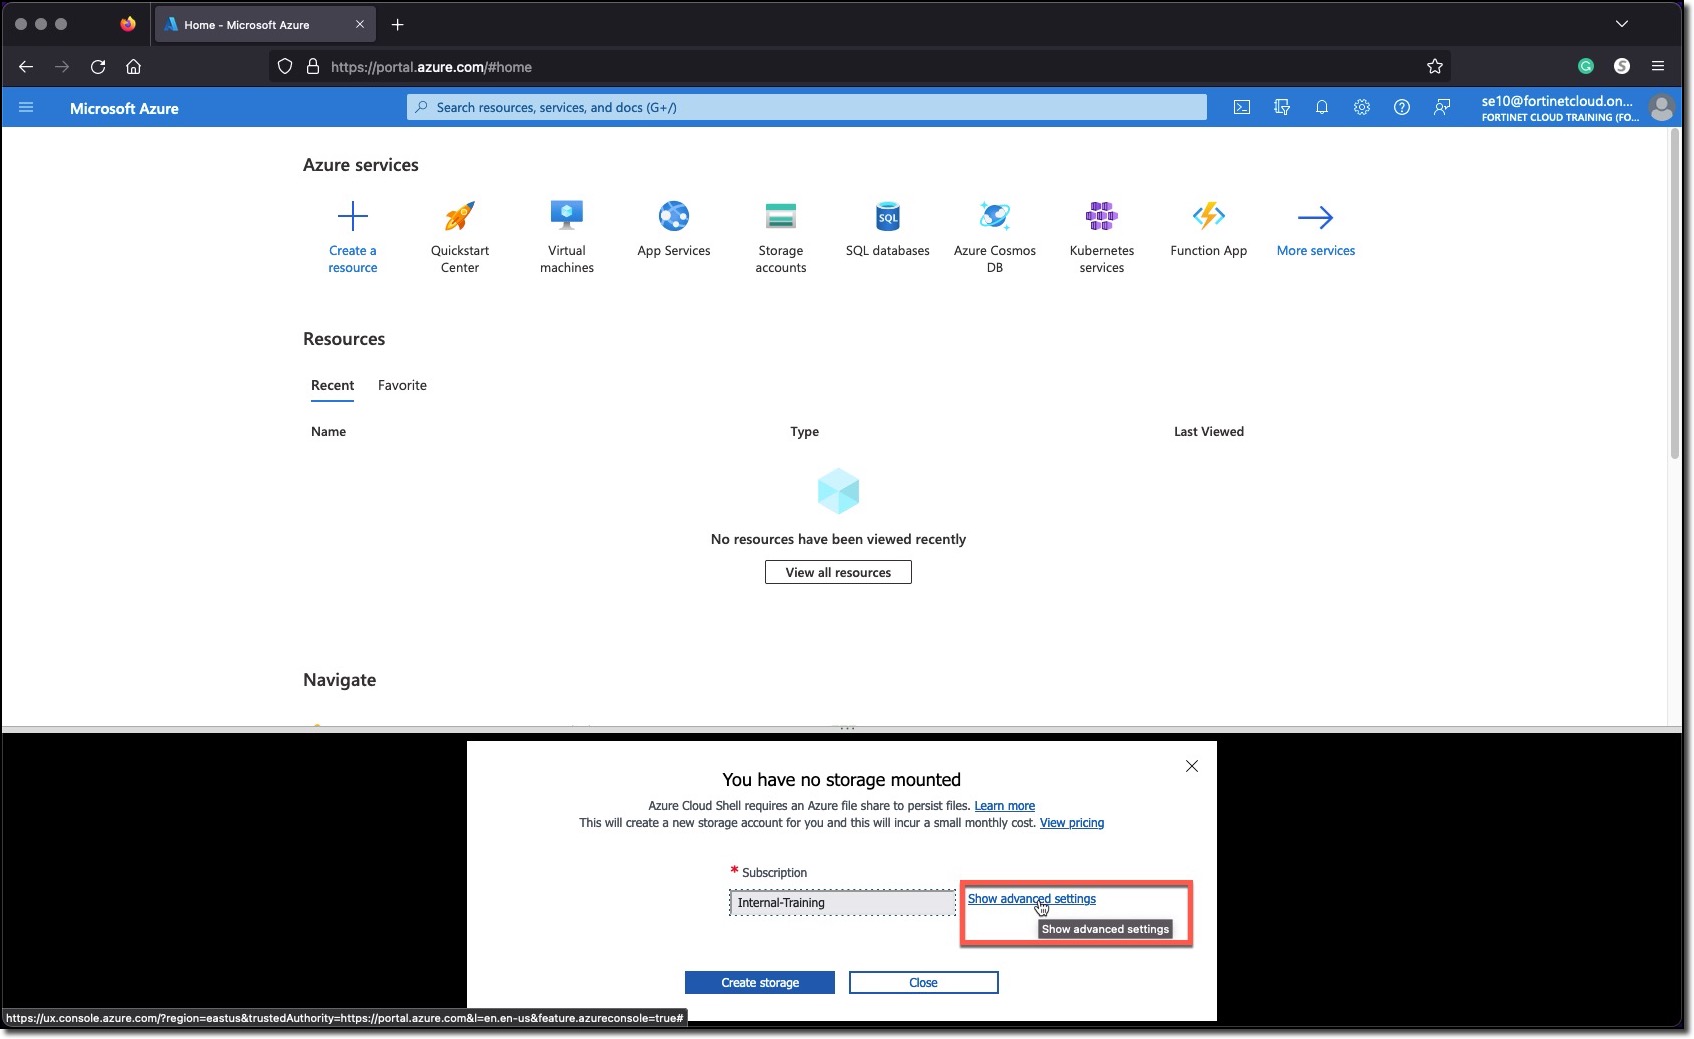 Home - Microsoft Azure
https://portal.azure.com/#home
Microsoft Azure
Search resources, services, and docs (G+/)
se10@fortinetcloud.on...
FORTINET CLOUD TRAINING (FO...
Azure services
Create a
resource
Quickstart
Center
Virtual
machines
App Services
Storage
accounts
SQL
SQL databases
Azure Cosmos
DB
Kubernetes
services
Function App
More services
Resources
Recent
Favorite
Name
Type
Last Viewed
No resources have been viewed recently
View all resources
Navigate
You have no storage mounted
Azure Cloud Shell requires an Azure file share to persist files. Learn more
This will create a new storage account for you and this will incur a small monthly cost. View pricing
* Subscription
Internal-Training
Show advanced settings
Show advanced settings
Create storage
Close
https://ux.console.azure.com/?region=eastus&trustedAuthority=https://portal.azure.com&l=en.en-us&feature.azureconsole=true#